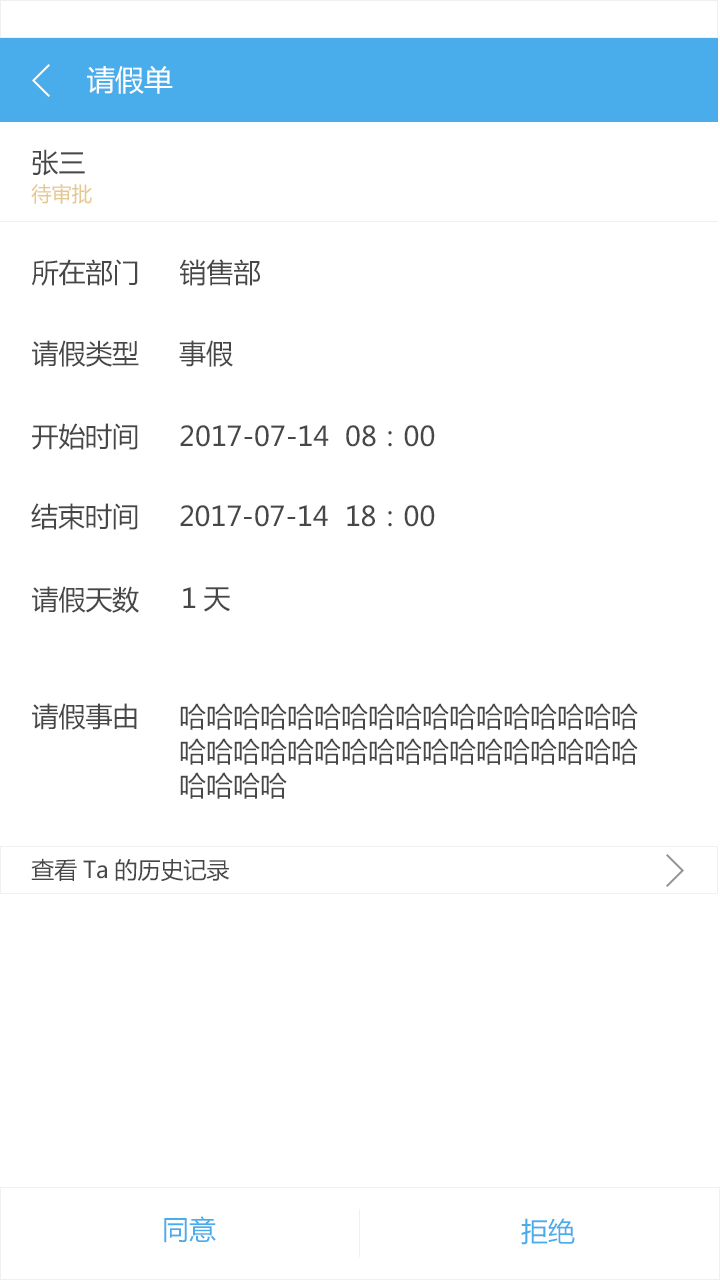 请假单
张三
待审批
所在部门 销售部
请假类型 事假
开始时间 2017-07-14 08：00
结束时间 2017-07-14 18：00
请假天数 1 天
请假事由 哈哈哈哈哈哈哈哈哈哈哈哈哈哈哈哈哈
哈哈哈哈哈哈哈哈哈哈哈哈哈哈哈哈哈
哈哈哈哈
查看 Ta 的历史记录
同意 拒绝